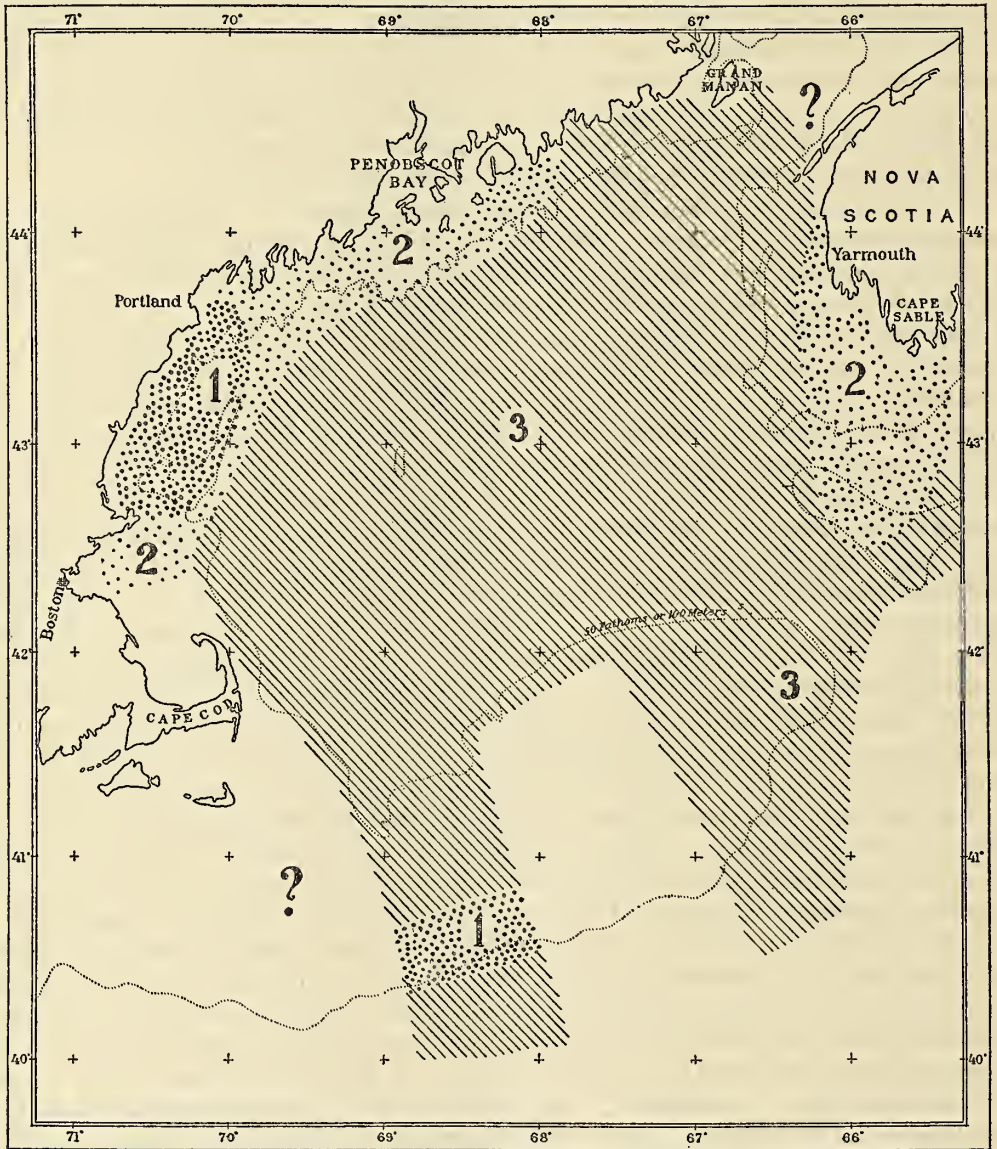 71° 70° 69° 68° 67° 66°
GRAND
MANAN
?
PENOBSCOT
BAY
NOVA
SCOTIA
44° 44°
2
Yarmouth
Portland
CAPE
SABLE
1
2
3
43° 43°
2
Boston
50 Fathoms or 100 Meters
42° 42°
3
CAPE COD
41° 41°
?
1
40° 40°
71° 70° 69° 68° 67° 66°